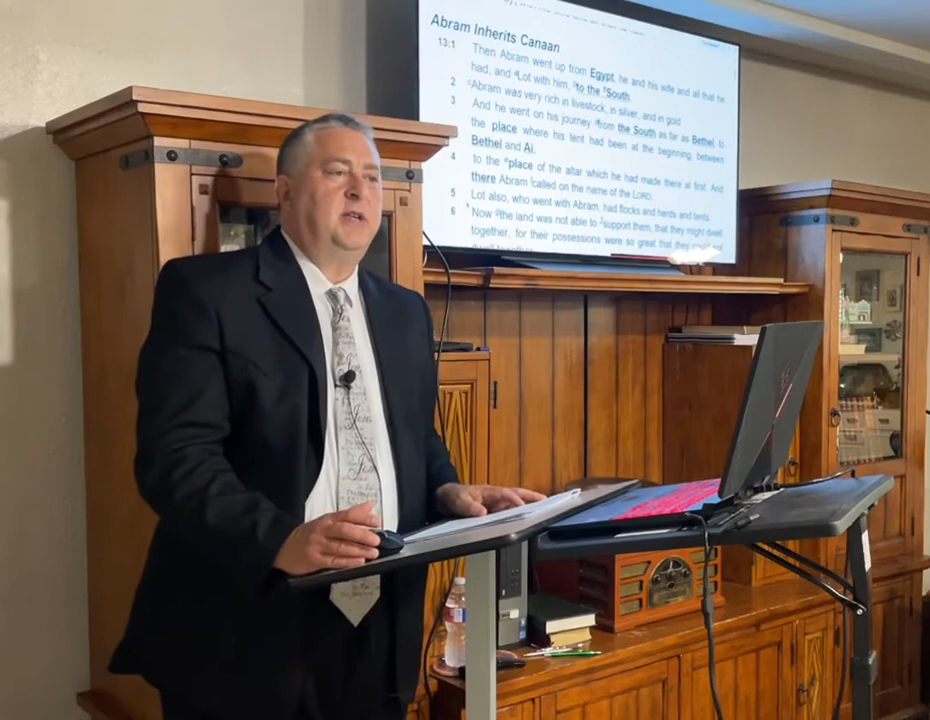 Abram Inherits Canaan
13:1 Then Abram went up from Egypt, he and his wife and all that he
had, and Lot with him, to the South.
2 Abram was very rich in livestock, in silver, and in gold
3 And he went on his journey from the South as far as Bethel, to
the place where his tent had been at the beginning, between
Bethel and Ai,
4 to the place of the altar which he had made there at first. And
there Abram called on the name of the LORD.
5 Lot also, who went with Abram, had flocks and herds and tents
6 Now the land was not able to support them, that they might dwell
together, for their possessions were so great that they could not
dwell together
Jesus